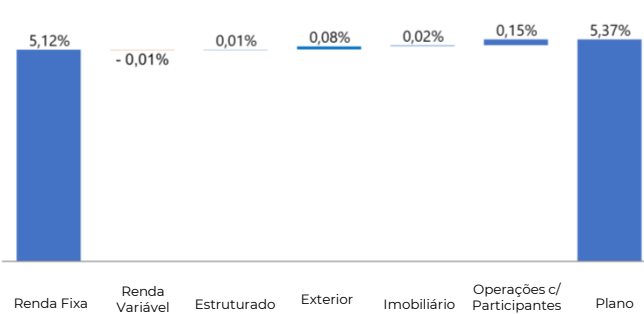 5,12%
- 0,01%
0,01%
0,08%
0,02%
0,15%
5,37%
Renda Fixa
Renda
Variável
Estruturado
Exterior
Imobiliário
Operações c/
Participantes
Plano